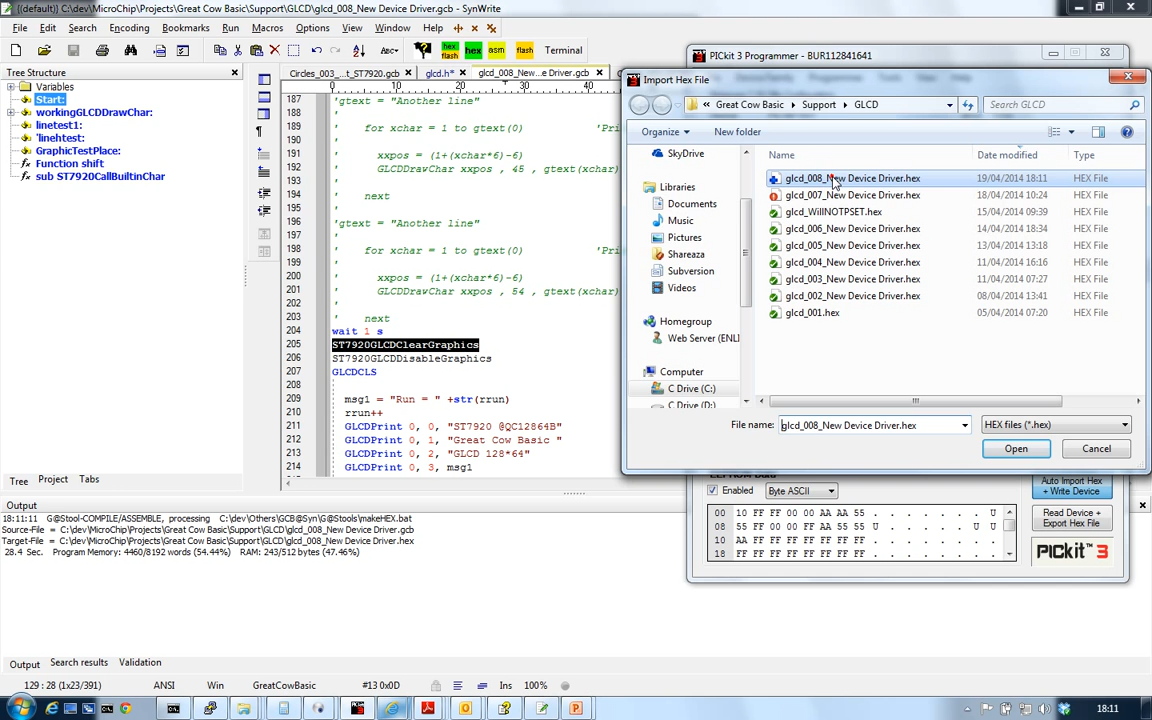 ((default) C:\dev\MicroChip\Projects\Great Cow Basic\Support\GLCD\glcd_008_New Device Driver.gcb - SynWrite
File Edit Search Encoding Bookmarks Run Macros Options View Window
Abc hex flash hex asm flash Terminal
Tree Structure
Variables
Start:
workingGLCDDrawChar:
linetest1:
'linehtest:
GraphicTestPlace:
Function shift
sub ST7920CallBuiltinChar
Tree Project Tabs
Circles_003_...t_ST7920.gcb glcd.h* glcd_008_New...e Driver.gcb
0 10 20 30 40
187 'gtext = "Another line"
188 '
189 ' for xchar = 1 to gtext(0) 'Pri
190 '
191 ' xxpos = (1+(xchar*6)-6)
192 ' GLCDDrawChar xxpos , 45 , gtext(xchar)
193 '
194 ' next
195 '
196 'gtext = "Another line"
197 '
198 ' for xchar = 1 to gtext(0) 'Pri
199 '
200 ' xxpos = (1+(xchar*6)-6)
201 ' GLCDDrawChar xxpos , 54 , gtext(xchar)
202 '
203 ' next
204 wait 1 s
205 ST7920GLCDClearGraphics
206 ST7920GLCDDisableGraphics
207 GLCDCLS
208
209 msg1 = "Run = " +str(rrun)
210 rrun++
211 GLCDPrint 0, 0, "ST7920 @QC12864B"
212 GLCDPrint 0, 1, "Great Cow Basic "
213 GLCDPrint 0, 2, "GLCD 128*64"
214 GLCDPrint 0, 3, msg1
PICkit 3 Programmer - BUR112841641
Import Hex File
Great Cow Basic Support GLCD Search GLCD
Organize New folder
SkyDrive
Libraries
Documents
Music
Pictures
Shareaza
Subversion
Videos
Homegroup
Web Server (ENLI
Computer
C Drive (C:)
C Drive (D:)
Name Date modified Type
glcd_008_New Device Driver.hex 19/04/2014 18:11 HEX File
glcd_007_New Device Driver.hex 18/04/2014 10:24 HEX File
glcd_WillNOTPSET.hex 15/04/2014 09:39 HEX File
glcd_006_New Device Driver.hex 14/04/2014 18:34 HEX File
glcd_005_New Device Driver.hex 13/04/2014 13:18 HEX File
glcd_004_New Device Driver.hex 11/04/2014 16:16 HEX File
glcd_003_New Device Driver.hex 11/04/2014 07:27 HEX File
glcd_002_New Device Driver.hex 08/04/2014 13:41 HEX File
glcd_001.hex 05/04/2014 07:20 HEX File
File name: glcd_008_New Device Driver.hex HEX files (*.hex)
Open Cancel
EEPROM Data
Enabled Byte ASCII
00 10 FF FF 00 00 AA AA 55 . . . . . . . U
08 55 FF 00 FF 00 FF 55 55 U . . . . . U U
10 AA FF FF FF FF FF FF FF . . . . . . . .
18 FF FF FF FF FF FF FF FF . . . . . . . .
Auto Import Hex
+ Write Device
Read Device +
Export Hex File
PICkit™ 3
Output
18:11:11 G@Stool-COMPILE/ASSEMBLE, processing C:\dev\Others\GCB@Syn\G@Stools\makeHEX.bat
Source-File = C:\dev\MicroChip\Projects\Great Cow Basic\Support\GLCD\glcd_008_New Device Driver.gcb
Target-File = C:\dev\MicroChip\Projects\Great Cow Basic\Support\GLCD\glcd_008_New Device Driver.hex
28.4 Sec. Program Memory: 4460/8192 words (54.44%) RAM: 243/512 bytes (47.46%)
Output Search results Validation
129 : 28 (1x23/391) ANSI Win GreatCowBasic #13 0x0D Ins 100%
18:11